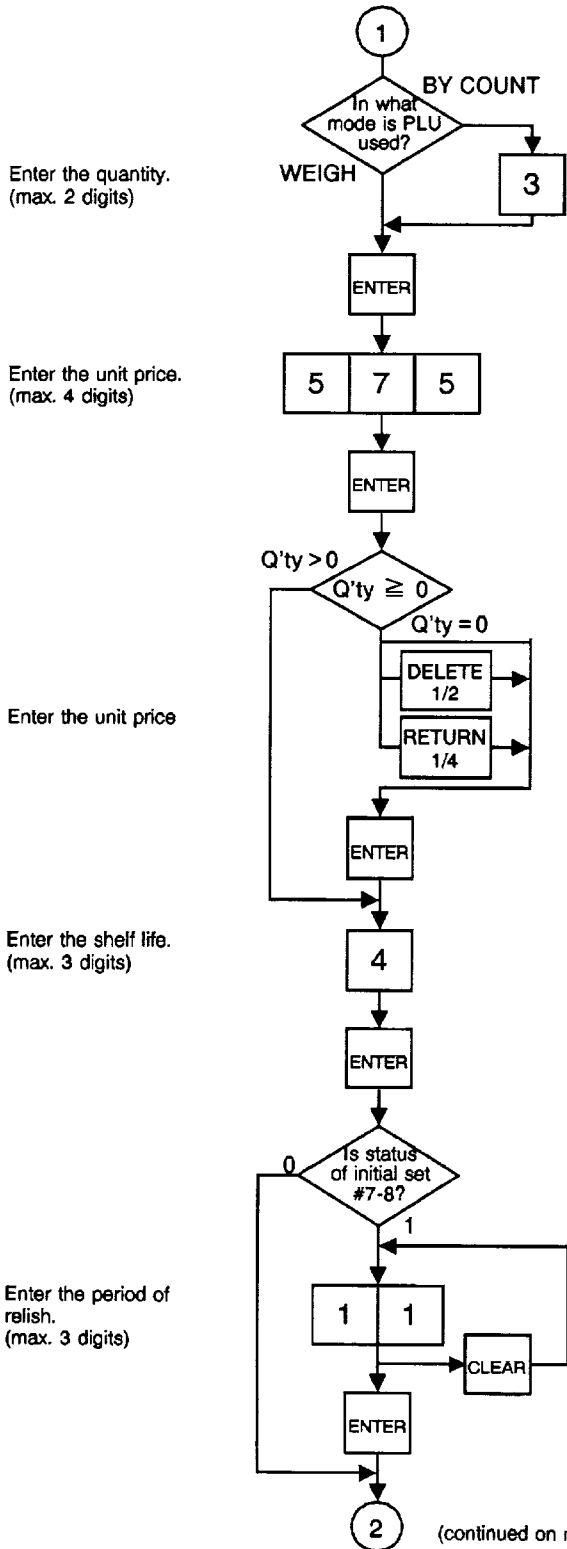 1
BY COUNT
In what
mode is PLU
used?
WEIGH
Enter the quantity.
(max. 2 digits)
3
ENTER
Enter the unit price.
(max. 4 digits)
5 7 5
ENTER
Q'ty > 0
Q'ty ≧ 0
Q'ty = 0
DELETE
1/2
Enter the unit price
RETURN
1/4
ENTER
Enter the shelf life.
(max. 3 digits)
4
ENTER
0
Is status
of initial set
#7-8?
1
Enter the period of
relish.
(max. 3 digits)
1 1
CLEAR
ENTER
2
(continued on